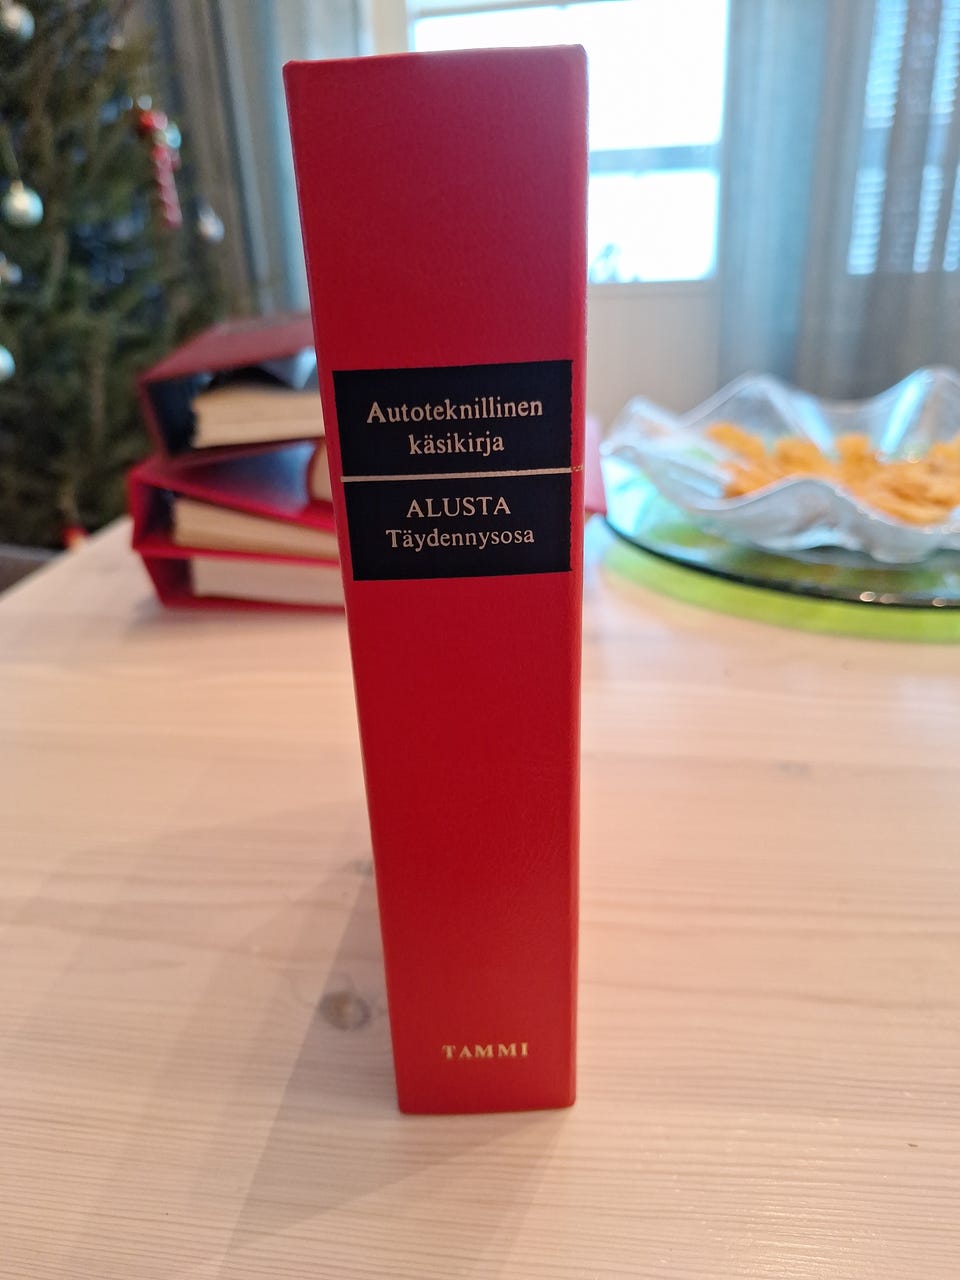 Autoteknillinen
käsikirja
ALUSTA
Täydennysosa
TAMMI